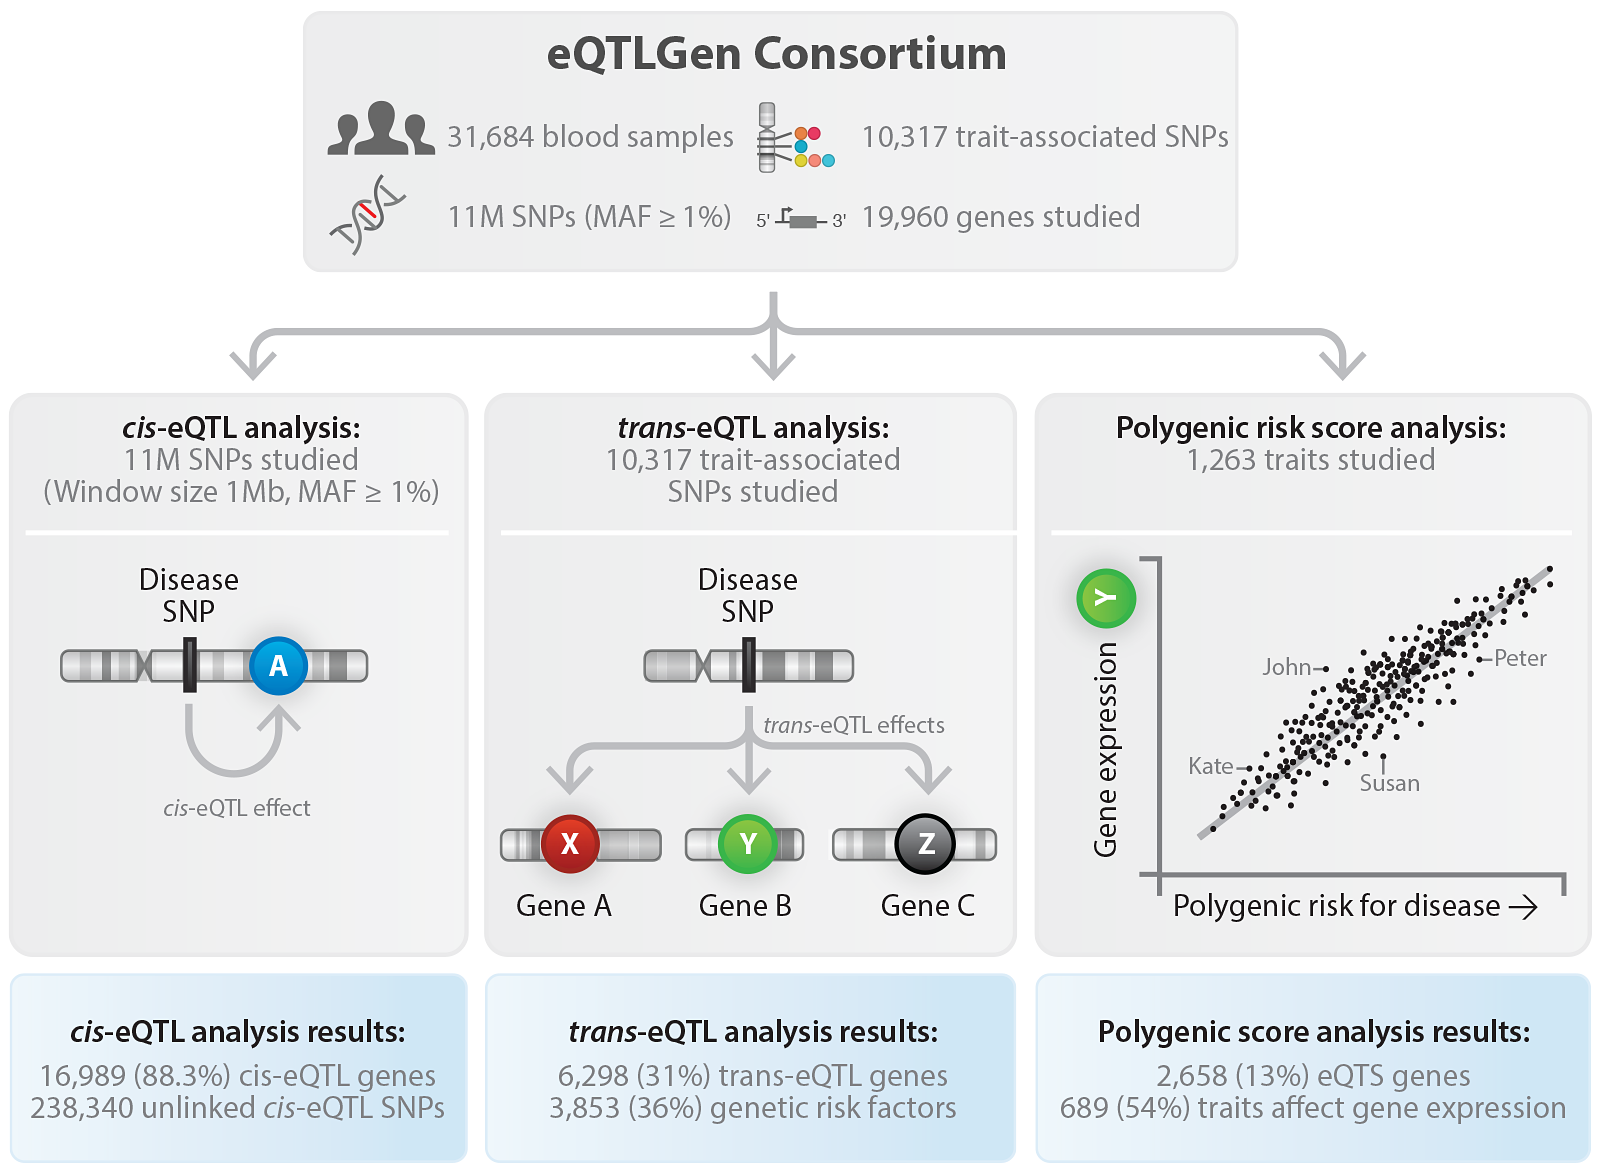 eQTLGen Consortium
31,684 blood samples
10,317 trait-associated SNPs
11M SNPs (MAF ≥ 1%)
5' 3'
19,960 genes studied
cis-eQTL analysis:
11M SNPs studied
(Window size 1Mb, MAF ≥ 1%)
Disease
SNP
A
cis-eQTL effect
trans-eQTL analysis:
10,317 trait-associated
SNPs studied
Disease
SNP
trans-eQTL effects
X
Y
Z
Gene A
Gene B
Gene C
Polygenic risk score analysis:
1,263 traits studied
Y
Gene expression
John
Peter
Kate
Susan
Polygenic risk for disease →
cis-eQTL analysis results:
16,989 (88.3%) cis-eQTL genes
238,340 unlinked cis-eQTL SNPs
trans-eQTL analysis results:
6,298 (31%) trans-eQTL genes
3,853 (36%) genetic risk factors
Polygenic score analysis results:
2,658 (13%) eQTS genes
689 (54%) traits affect gene expression